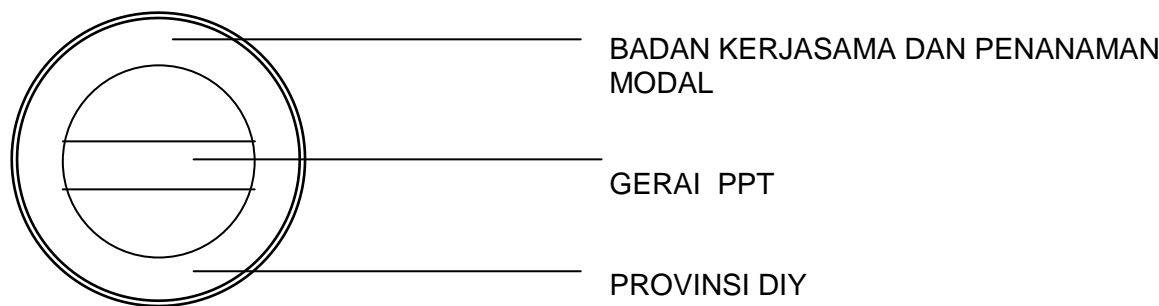 BADAN KERJASAMA DAN PENANAMAN
MODAL
GERAI PPT
PROVINSI DIY